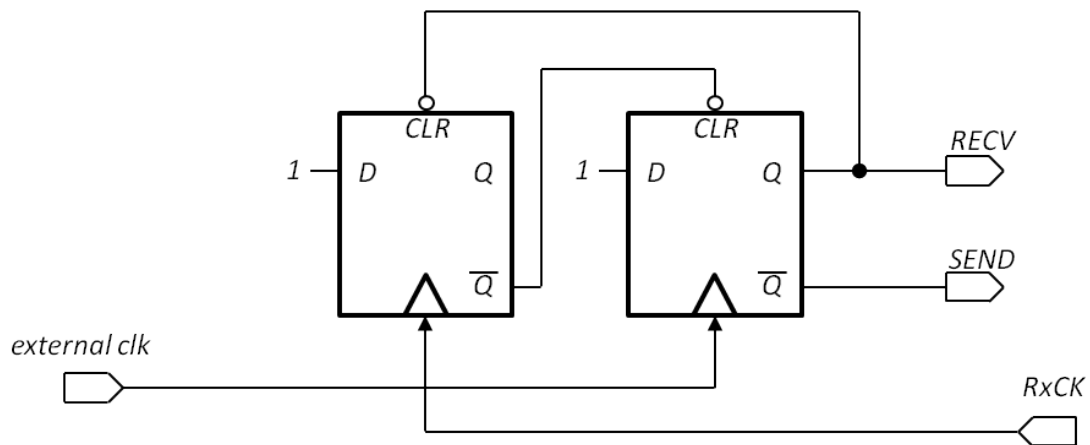 CLR
CLR
RECV
1
D
Q
1
D
Q
SEND
Q̅
Q̅
external clk
RxCK